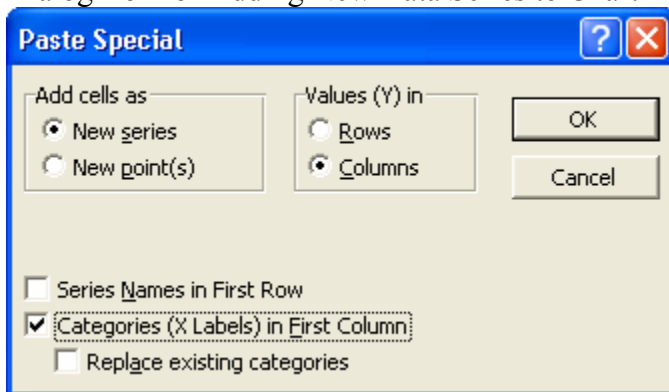 Paste Special
Add cells as
New series
New point(s)
Values (Y) in
Rows
Columns
OK
Cancel
Series Names in First Row
Categories (X Labels) in First Column
Replace existing categories